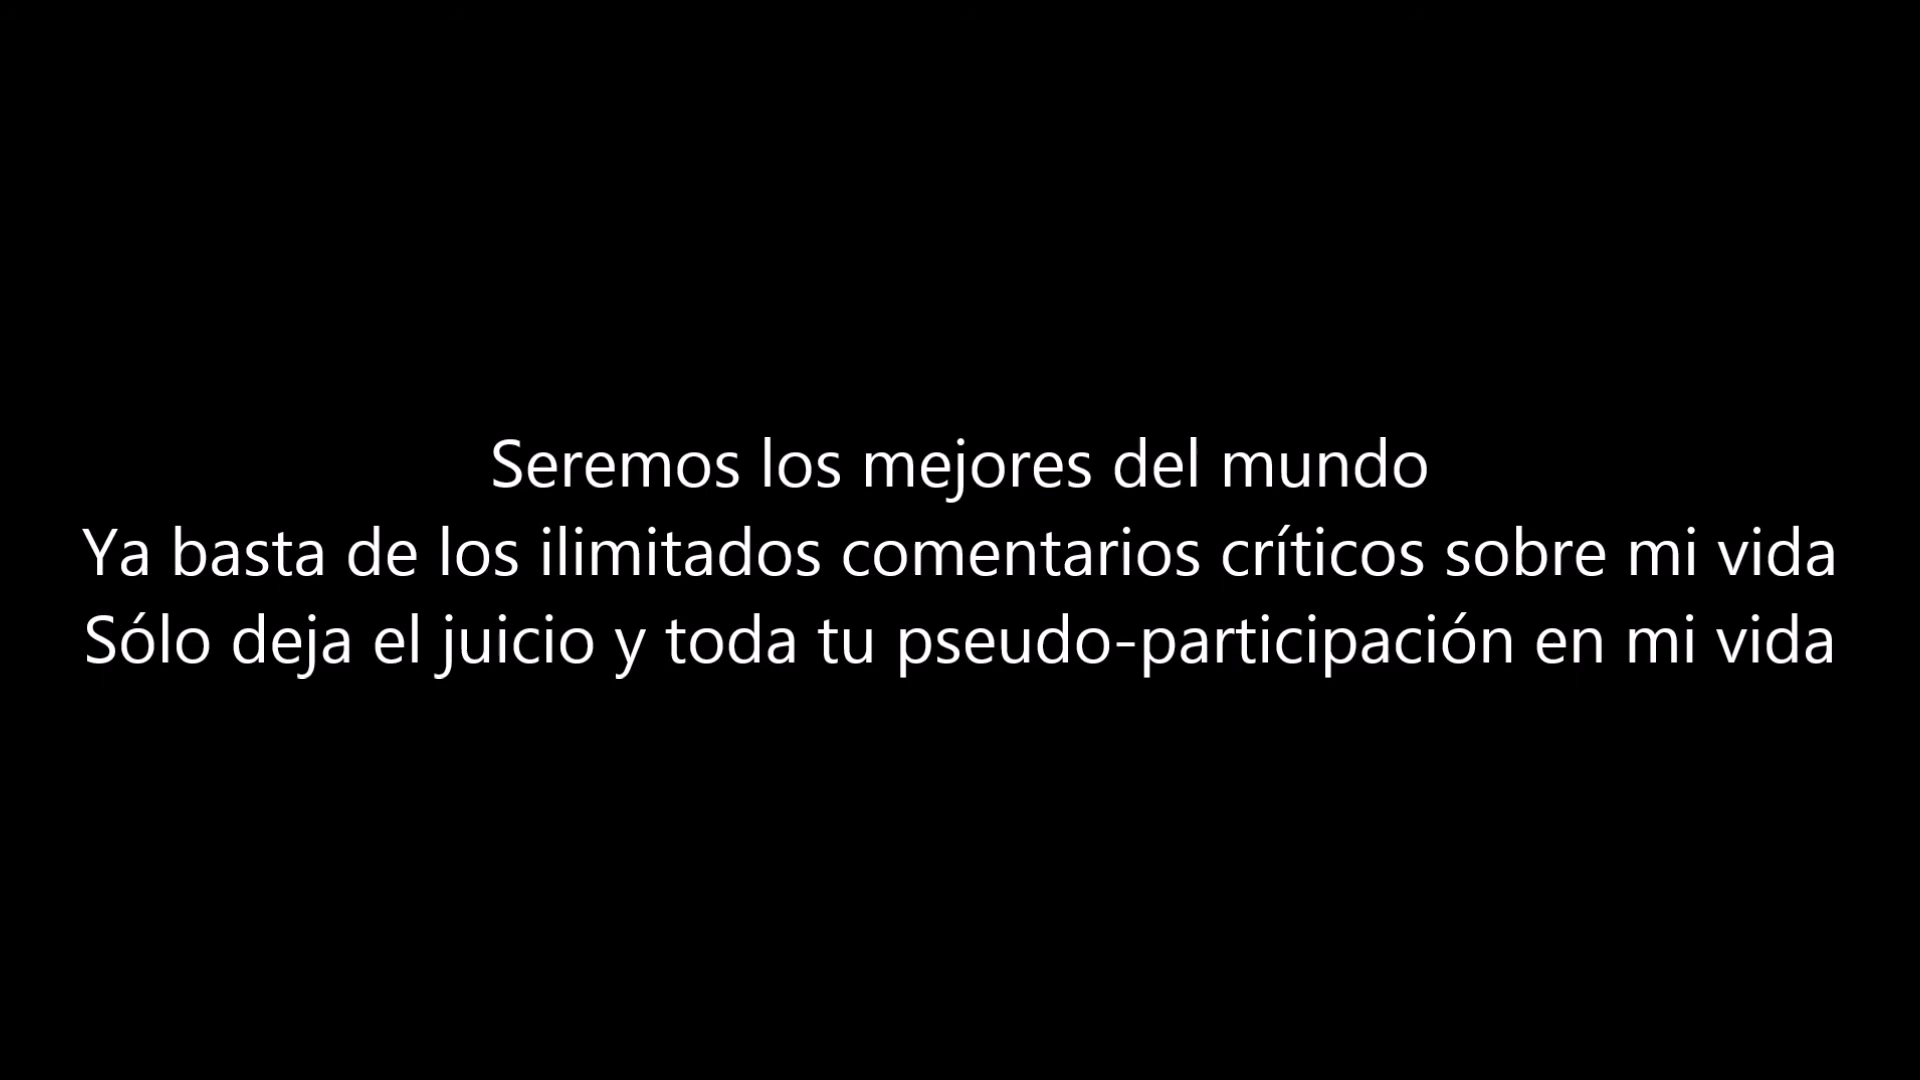 Seremos los mejores del mundo
Ya basta de los ilimitados comentarios críticos sobre mi vida
Sólo deja el juicio y toda tu pseudo-participación en mi vida